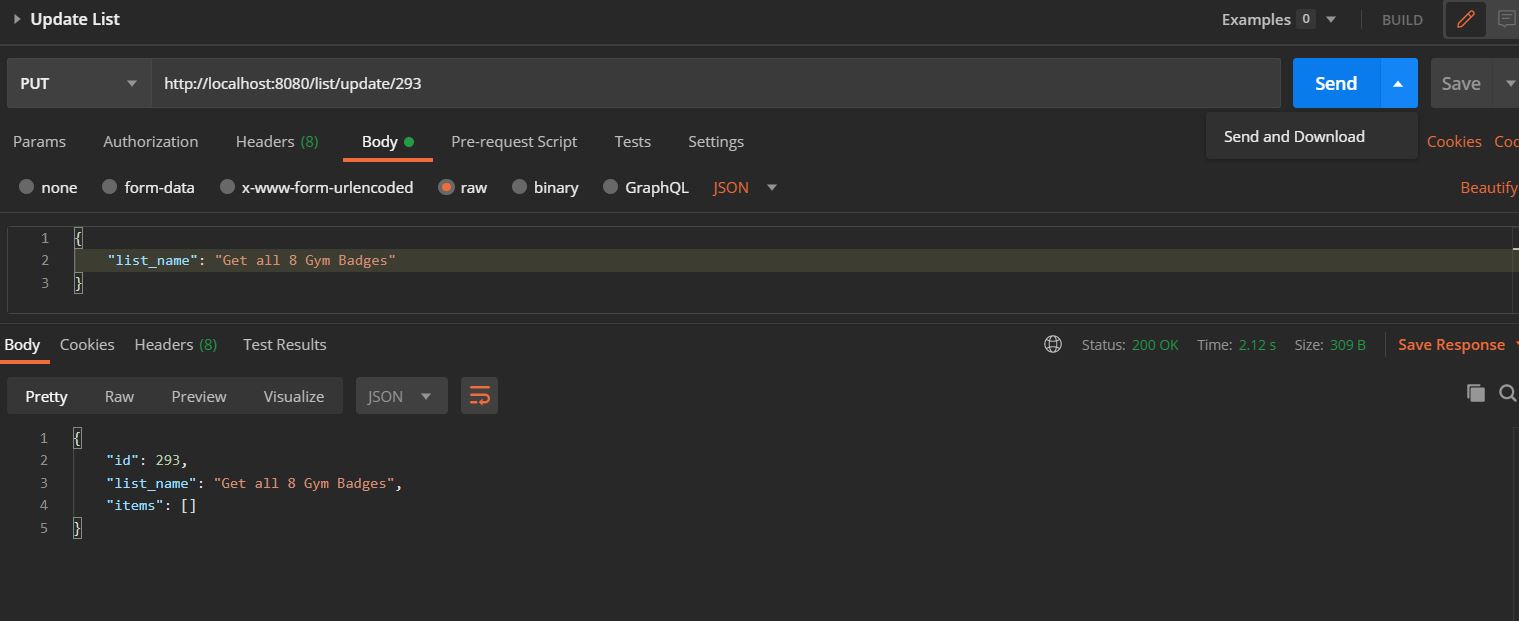 Update List Examples 0 BUILD
PUT http://localhost:8080/list/update/293 Send Save
Params Authorization Headers (8) Body Pre-request Script Tests Settings Cookies
Send and Download
none form-data x-www-form-urlencoded raw binary GraphQL JSON Beautify
1 {
2 "list_name": "Get all 8 Gym Badges"
3 }
Body Cookies Headers (8) Test Results Status: 200 OK Time: 2.12 s Size: 309 B Save Response
Pretty Raw Preview Visualize JSON
1 {
2 "id": 293,
3 "list_name": "Get all 8 Gym Badges",
4 "items": []
5 }